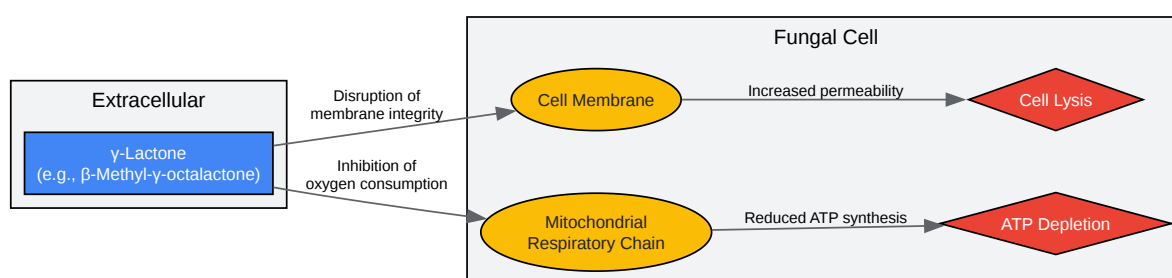 Fungal Cell
Extracellular
γ-Lactone
(e.g., β-Methyl-γ-octalactone)
Disruption of
membrane integrity
Cell Membrane
Increased permeability
Cell Lysis
Inhibition of
oxygen consumption
Mitochondrial
Respiratory Chain
Reduced ATP synthesis
ATP Depletion